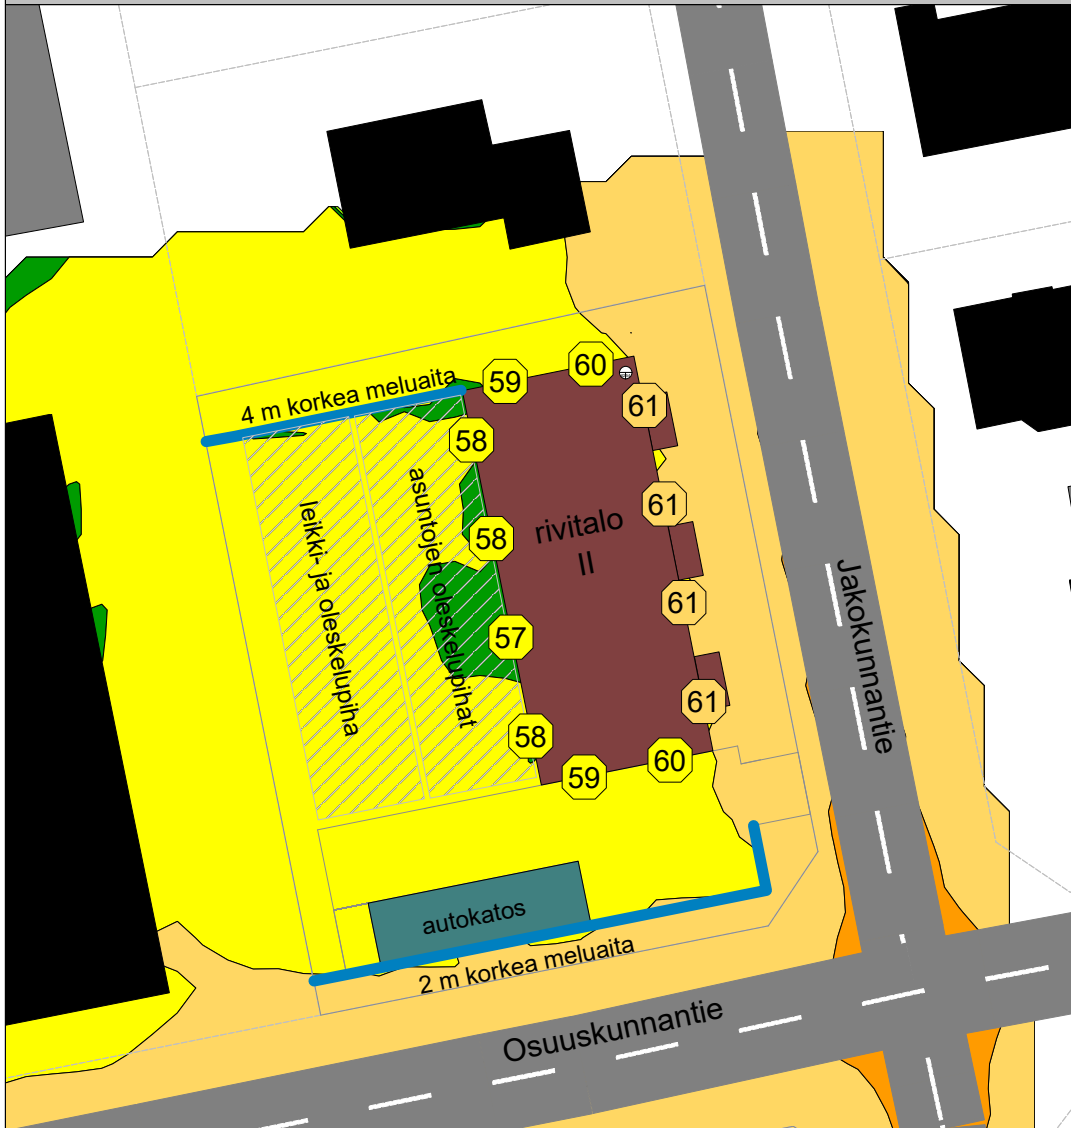 4 m korkea meluaita
59
60
61
58
61
58
rivitalo
II
61
57
61
58
60
59
leikki- ja oleskelupiha
asuntojen oleskelupihat
Jakokunnantie
autokatos
2 m korkea meluaita
Osuuskunnantie